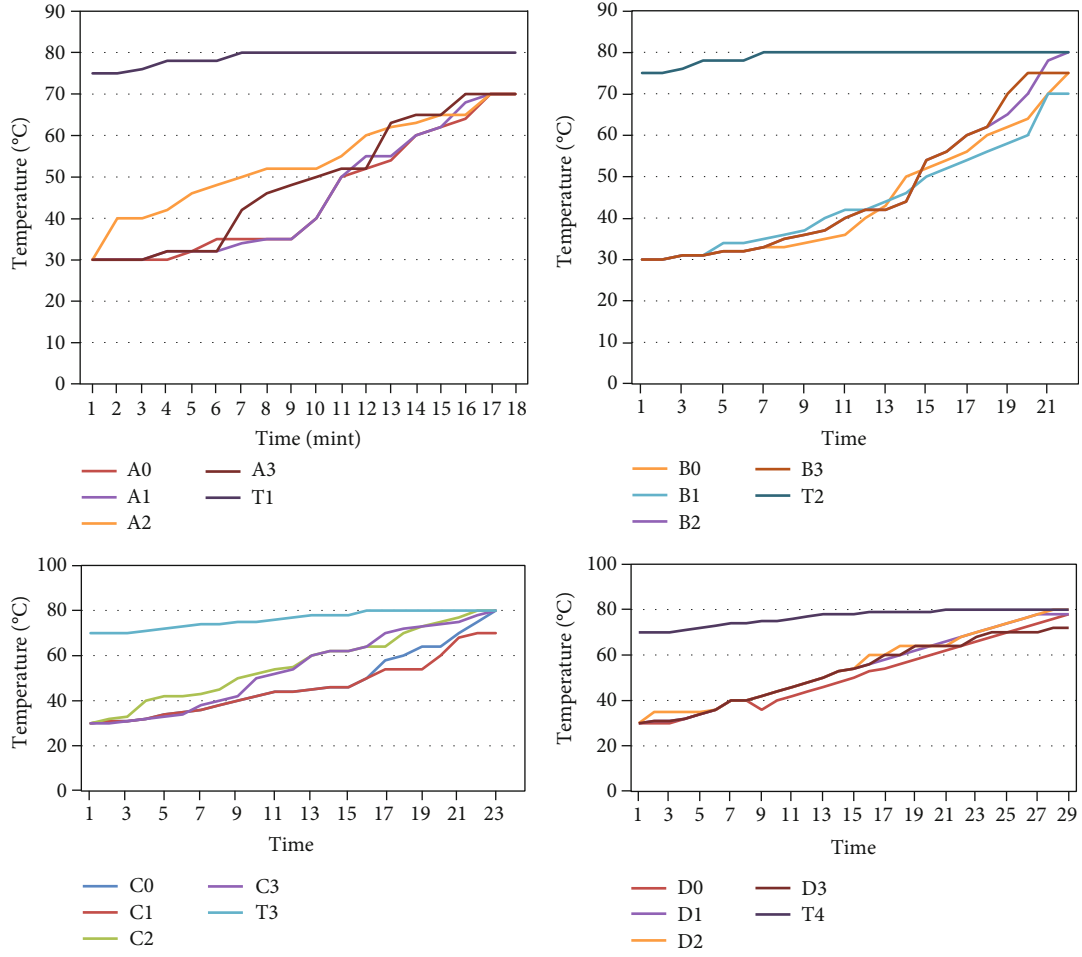 90
80
70
60
50
40
30
20
10
0
Temperature (°C)
1 2 3 4 5 6 7 8 9 10 11 12 13 14 15 16 17 18
Time (mint)
A0 A3
A1 T1
A2
90
80
70
60
50
40
30
20
10
0
Temperature (°C)
1 3 5 7 9 11 13 15 17 19 21
Time
B0 B3
B1 T2
B2
100
80
60
40
20
0
Temperature (°C)
1 3 5 7 9 11 13 15 17 19 21 23
Time
C0 C3
C1 T3
C2
100
80
60
40
20
0
Temperature (°C)
1 3 5 7 9 11 13 15 17 19 21 23 25 27 29
Time
D0 D3
D1 T4
D2